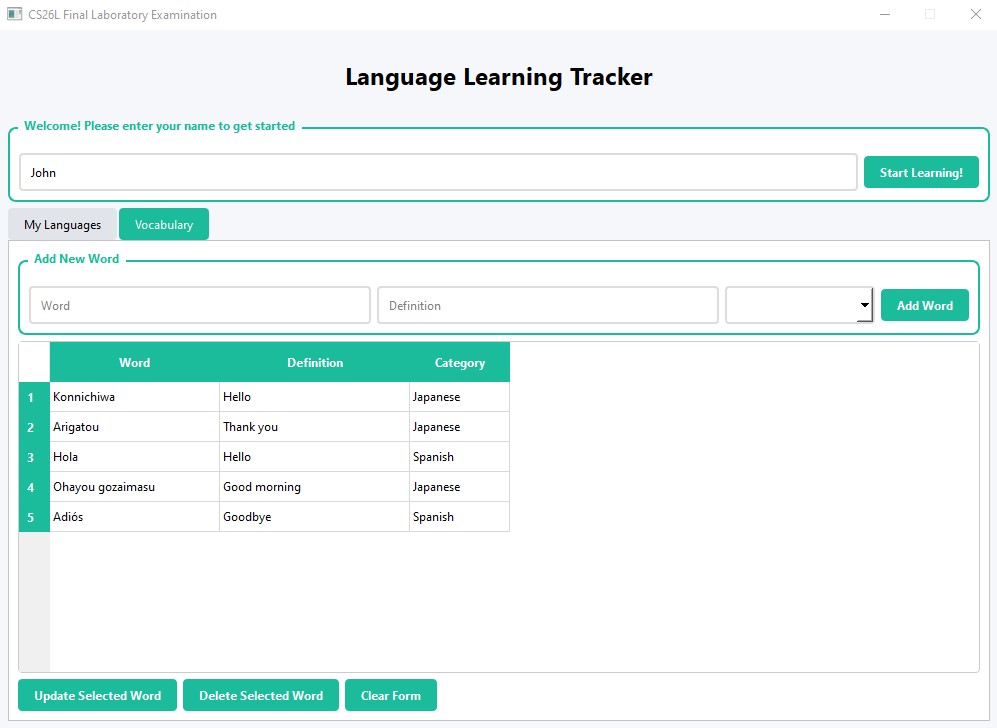 CS26L Final Laboratory Examination
Language Learning Tracker
Welcome! Please enter your name to get started
John Start Learning!
My Languages Vocabulary
Add New Word
Word Definition Add Word
Word Definition Category
1 Konnichiwa Hello Japanese
2 Arigatou Thank you Japanese
3 Hola Hello Spanish
4 Ohayou gozaimasu Good morning Japanese
5 Adiós Goodbye Spanish
Update Selected Word Delete Selected Word Clear Form